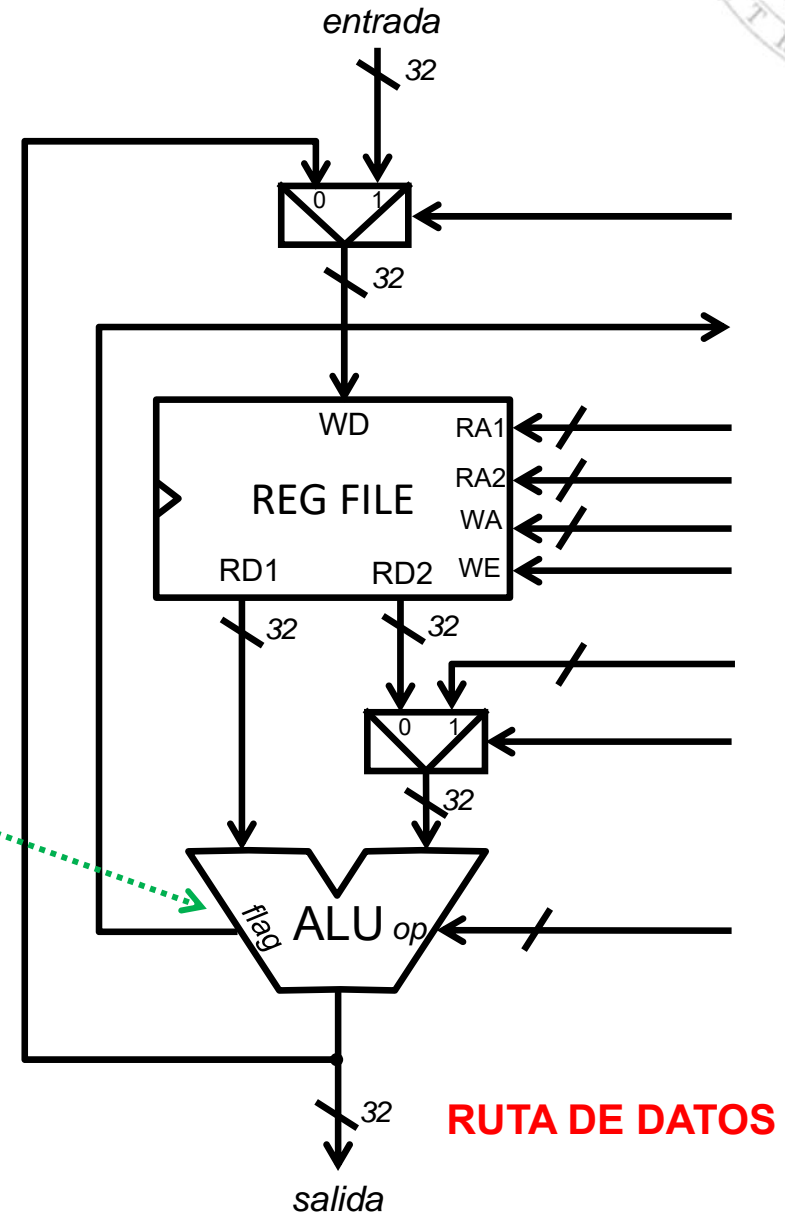 entrada
32
0 1
32
WD
RA1
RA2
REG FILE
WA
RD1
RD2
WE
32
32
0 1
32
flag
ALU
op
32
RUTA DE DATOS
salida